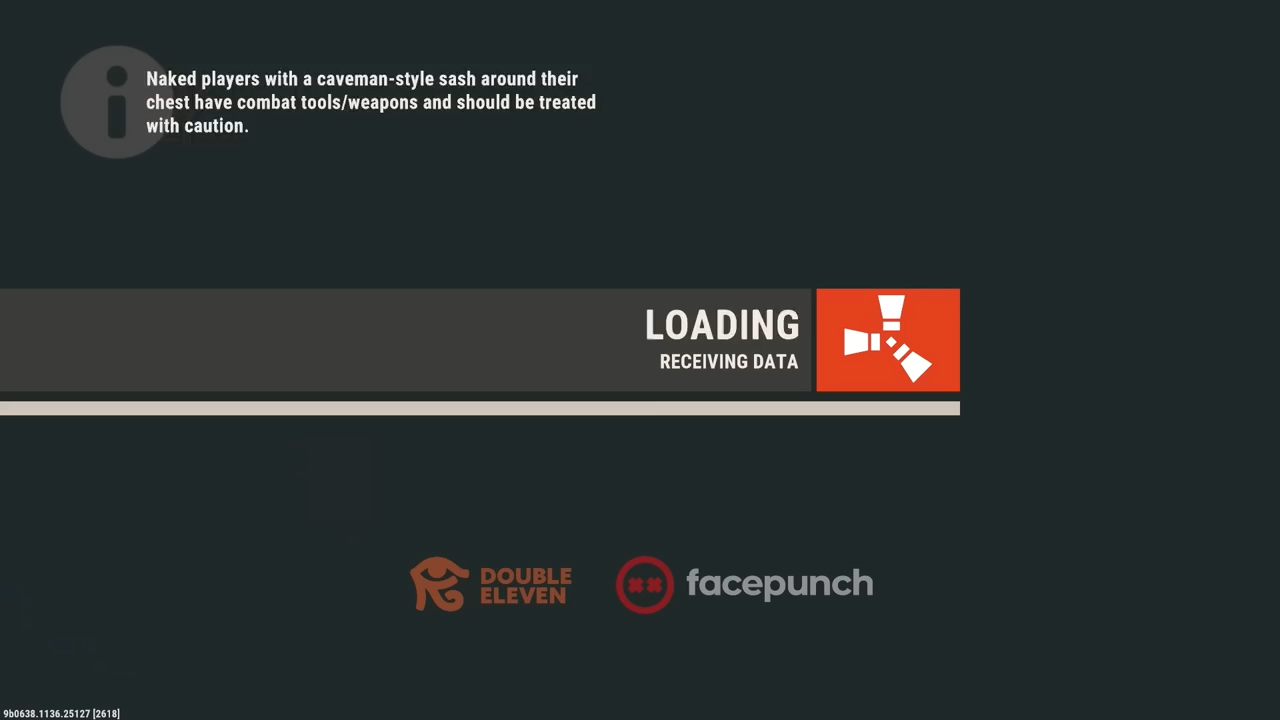 Naked players with a caveman-style sash around their
chest have combat tools/weapons and should be treated
with caution.
LOADING
RECEIVING DATA
DOUBLE
ELEVEN
facepunch
9b0638.1136.25127 [2618]